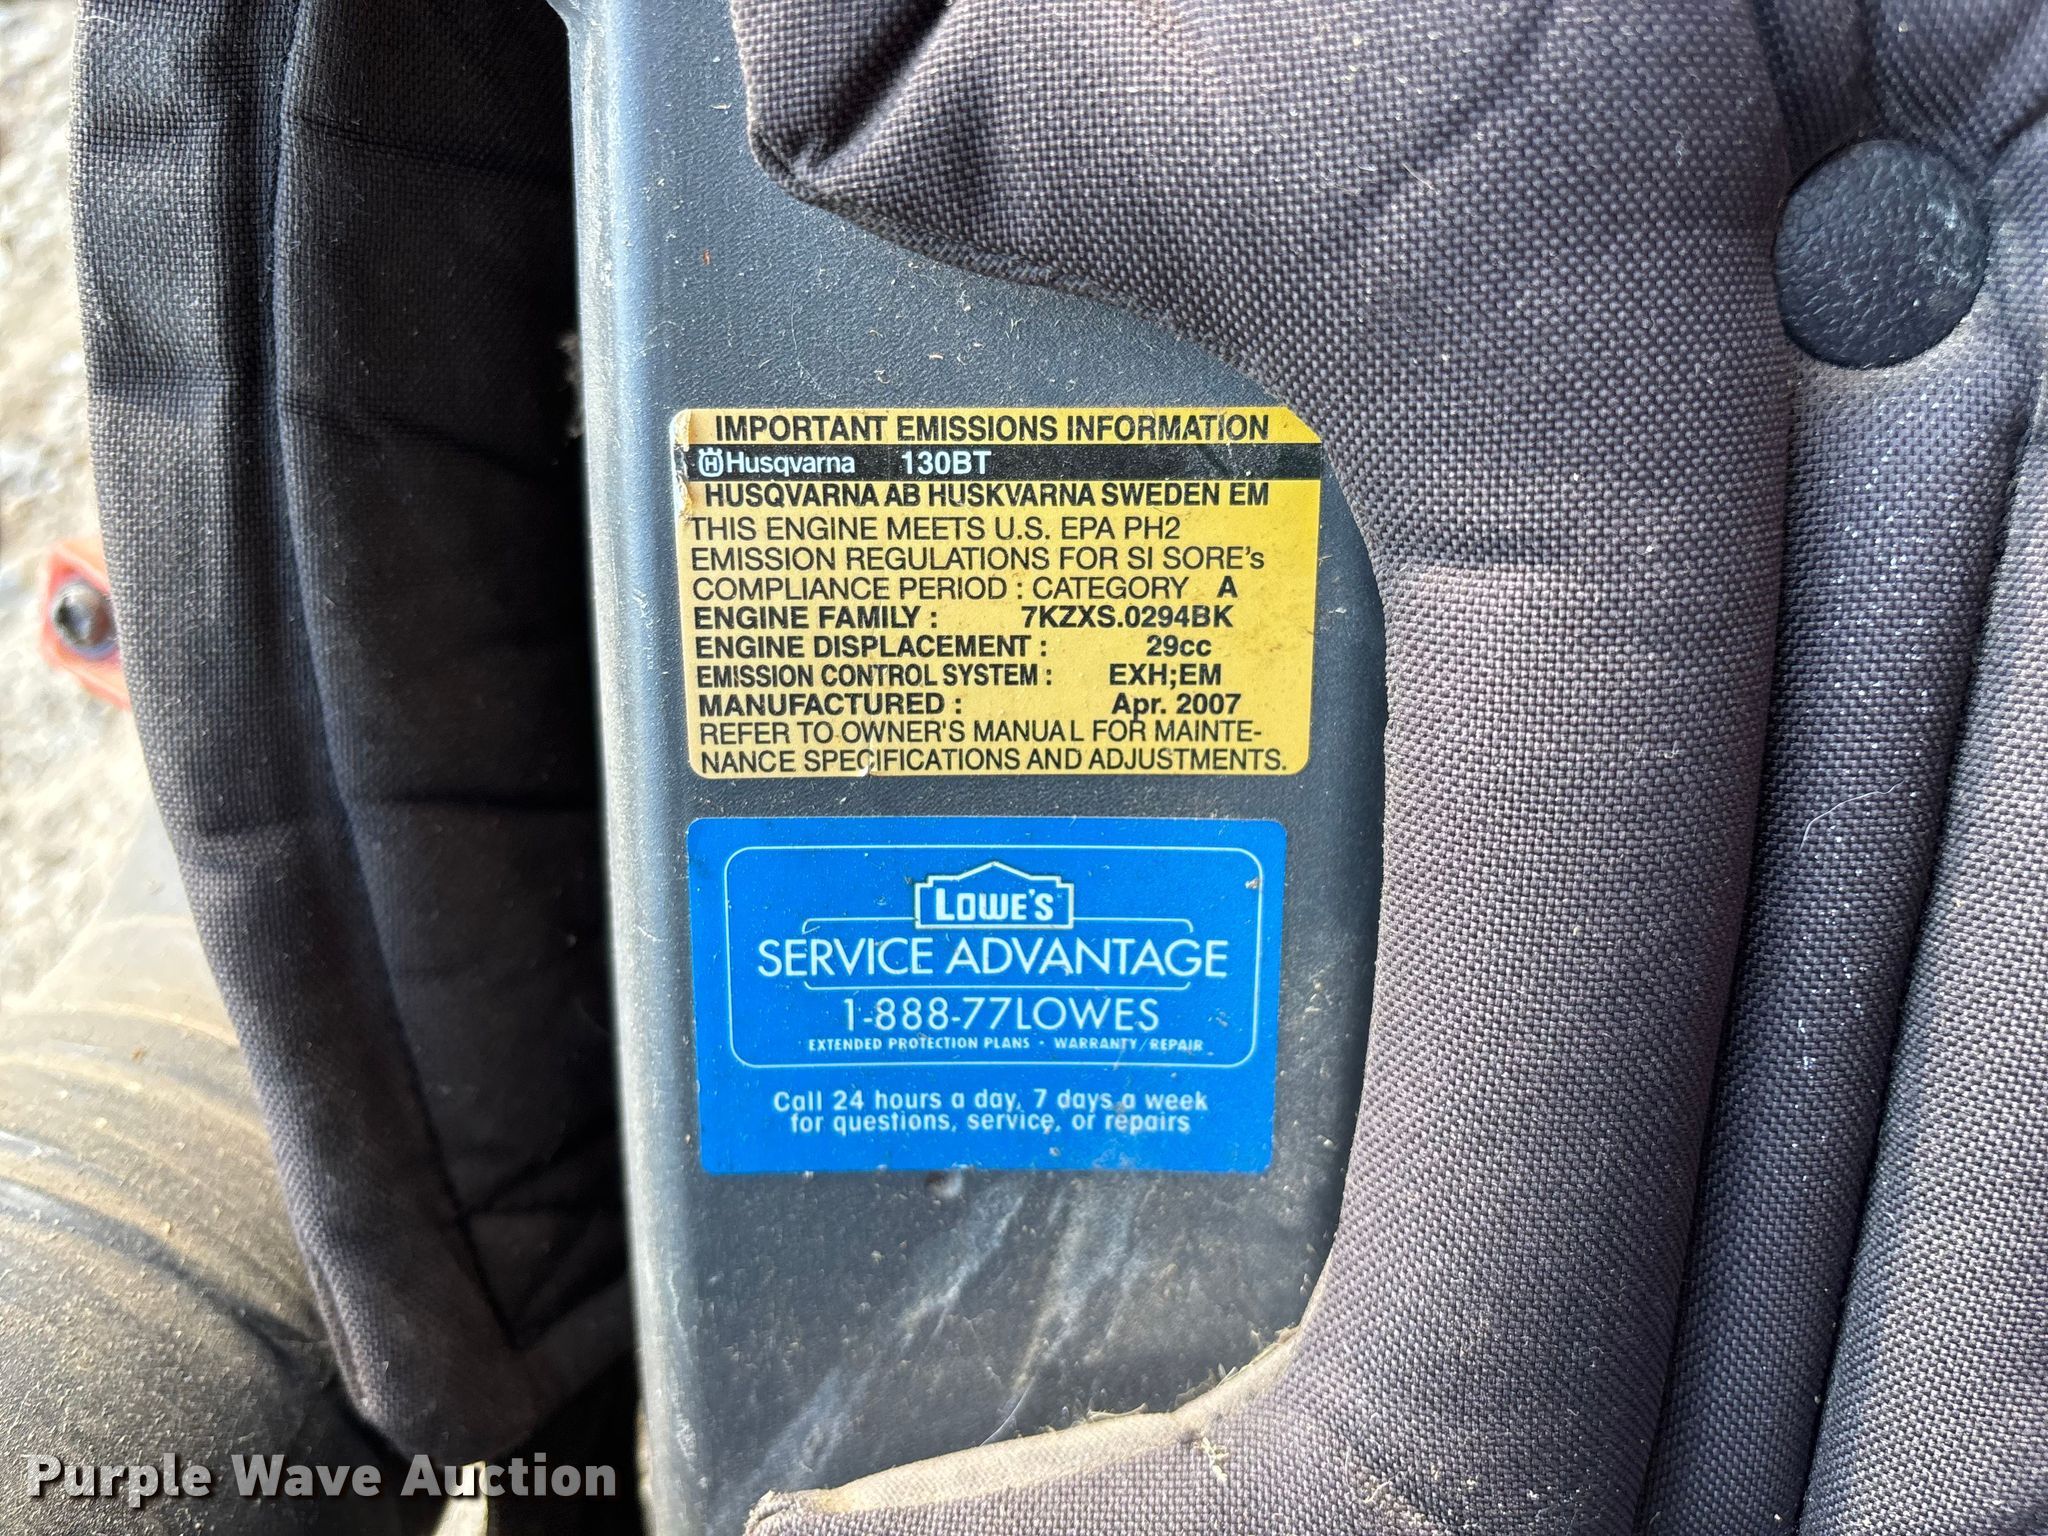 IMPORTANT EMISSIONS INFORMATION
Husqvarna 130BT
HUSQVARNA AB HUSKVARNA SWEDEN EM
THIS ENGINE MEETS U.S. EPA PH2
EMISSION REGULATIONS FOR SI SORE's
COMPLIANCE PERIOD : CATEGORY A
ENGINE FAMILY : 7KZXS.0294BK
ENGINE DISPLACEMENT : 29cc
EMISSION CONTROL SYSTEM : EXH;EM
MANUFACTURED : Apr. 2007
REFER TO OWNER'S MANUAL FOR MAINTE-
NANCE SPECIFICATIONS AND ADJUSTMENTS.
LOWE'S
SERVICE ADVANTAGE
1-888-77LOWES
EXTENDED PROTECTION PLANS · WARRANTY/REPAIR
Call 24 hours a day, 7 days a week
for questions, service, or repairs
Purple Wave Auction